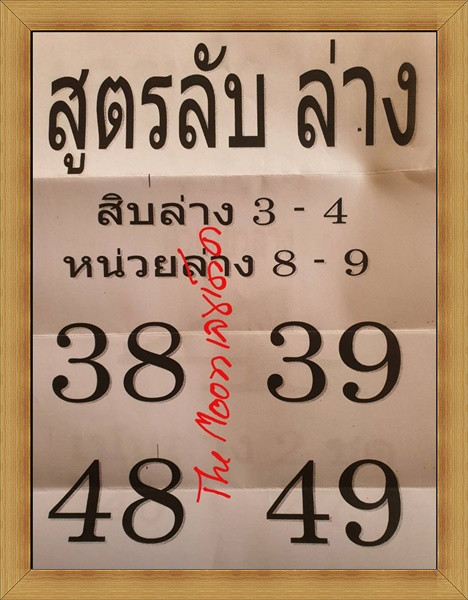 สูตรลับ ล่าง
สิบล่าง 3 - 4
หน่วยล่าง 8 - 9
38 39
48 49
The Moon